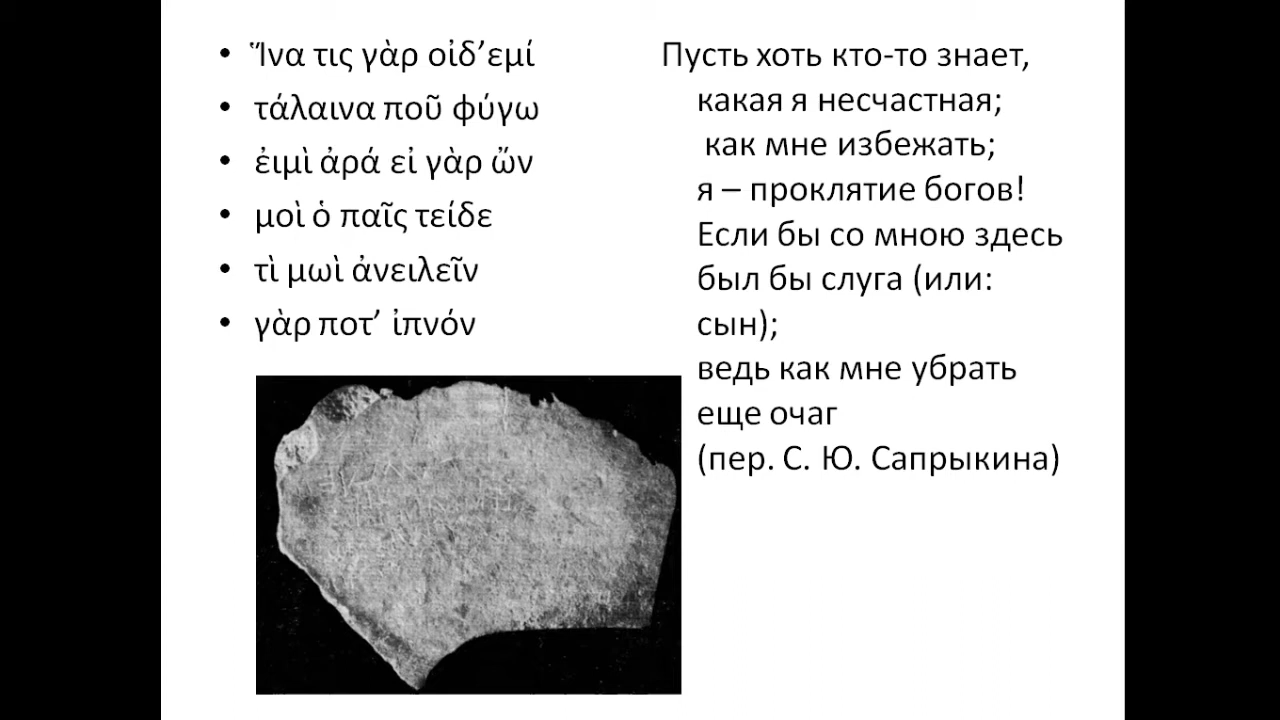 • Ἵνα τις γὰρ οἰδ’εμί
• τάλαινα ποῦ φύγω
• ἐιμὶ ἀρά εἰ γὰρ ὤν
• μοὶ ὁ παῖς τείδε
• τὶ μωὶ ἀνειλεῖν
• γὰρ ποτ’ ἰπνόν
Пусть хоть кто-то знает,
какая я несчастная;
как мне избежать;
я – проклятие богов!
Если бы со мною здесь
был бы слуга (или:
сын);
ведь как мне убрать
еще очаг
(пер. С. Ю. Сапрыкина)